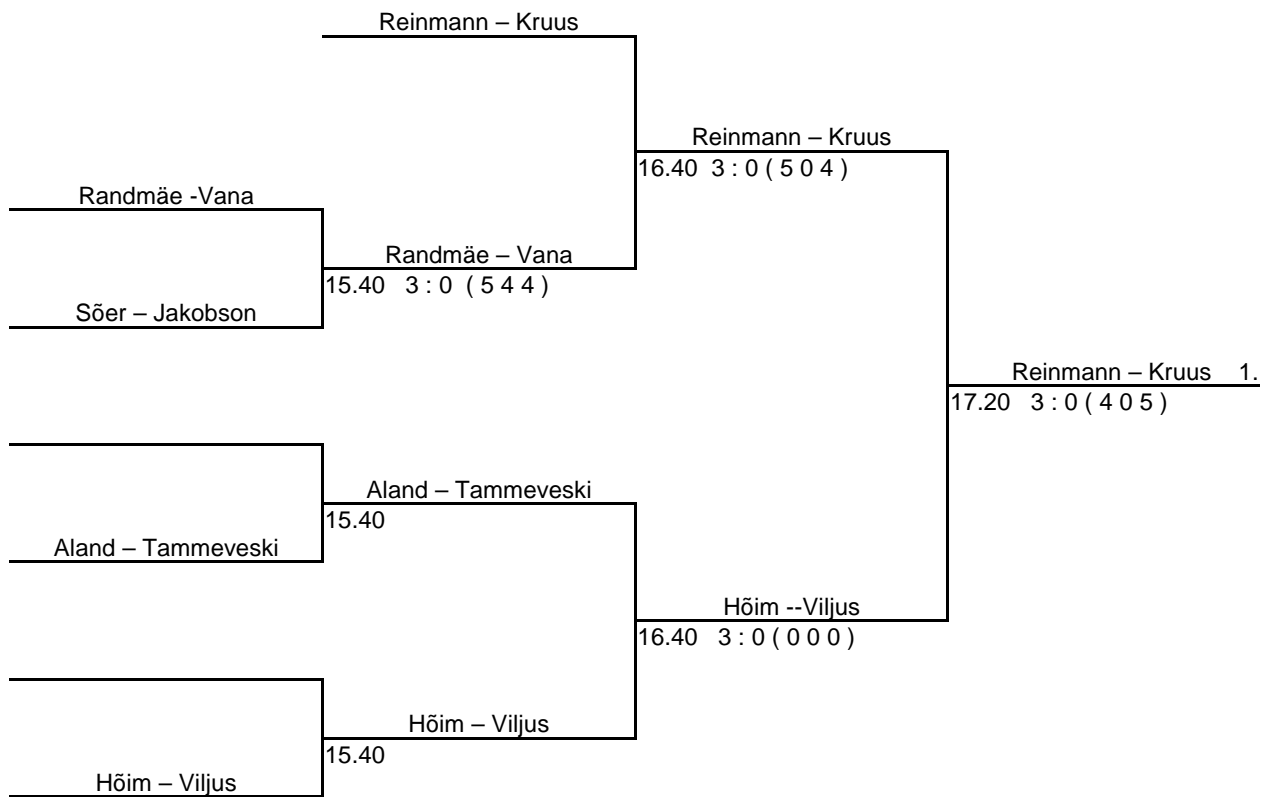 Reinmann – Kruus
Reinmann – Kruus
16.40 3 : 0 ( 5 0 4 )
Randmäe -Vana
Randmäe – Vana
15.40 3 : 0 ( 5 4 4 )
Sõer – Jakobson
Reinmann – Kruus 1.
17.20 3 : 0 ( 4 0 5 )
Aland – Tammeveski
15.40
Aland – Tammeveski
Hõim --Viljus
16.40 3 : 0 ( 0 0 0 )
Hõim – Viljus
15.40
Hõim – Viljus